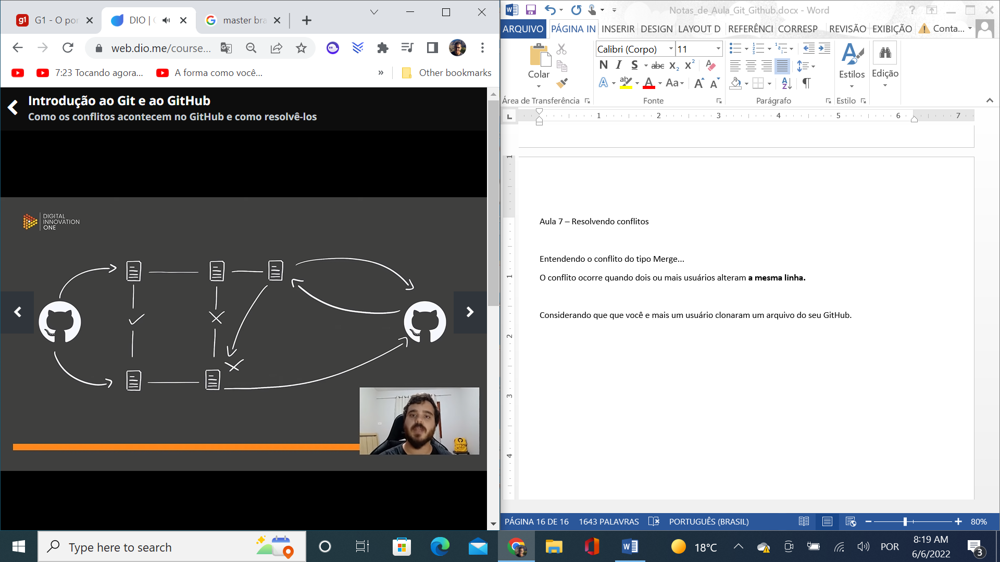 G1 - O por
DIO | G
master bra
web.dio.me/course...
7:23 Tocando agora...
A forma como você...
»
Other bookmarks
Introdução ao Git e ao GitHub
Como os conflitos acontecem no GitHub e como resolvê-los
DIGITAL
INNOVATION
ONE
Notas_de_Aula_Git_Github.docx - Word
ARQUIVO
PÁGINA IN
INSERIR
DESIGN
LAYOUT D
REFERÊNCI
CORRESP
REVISÃO
EXIBIÇÃO
Conta...
Colar
Calibri (Corpo)
11
N I S abc X₂ X²
Aa
Estilos
Edição
Área de Transferência
Fonte
Parágrafo
Estilo
1 2 3 4 5 6 7
1
1
2
3
4
Aula 7 – Resolvendo conflitos
Entendendo o conflito do tipo Merge...
O conflito ocorre quando dois ou mais usuários alteram a mesma linha.
Considerando que que você e mais um usuário clonaram um arquivo do seu GitHub.
PÁGINA 16 DE 16
1643 PALAVRAS
PORTUGUÊS (BRASIL)
80%
Type here to search
18°C
POR
8:19 AM
6/6/2022
3